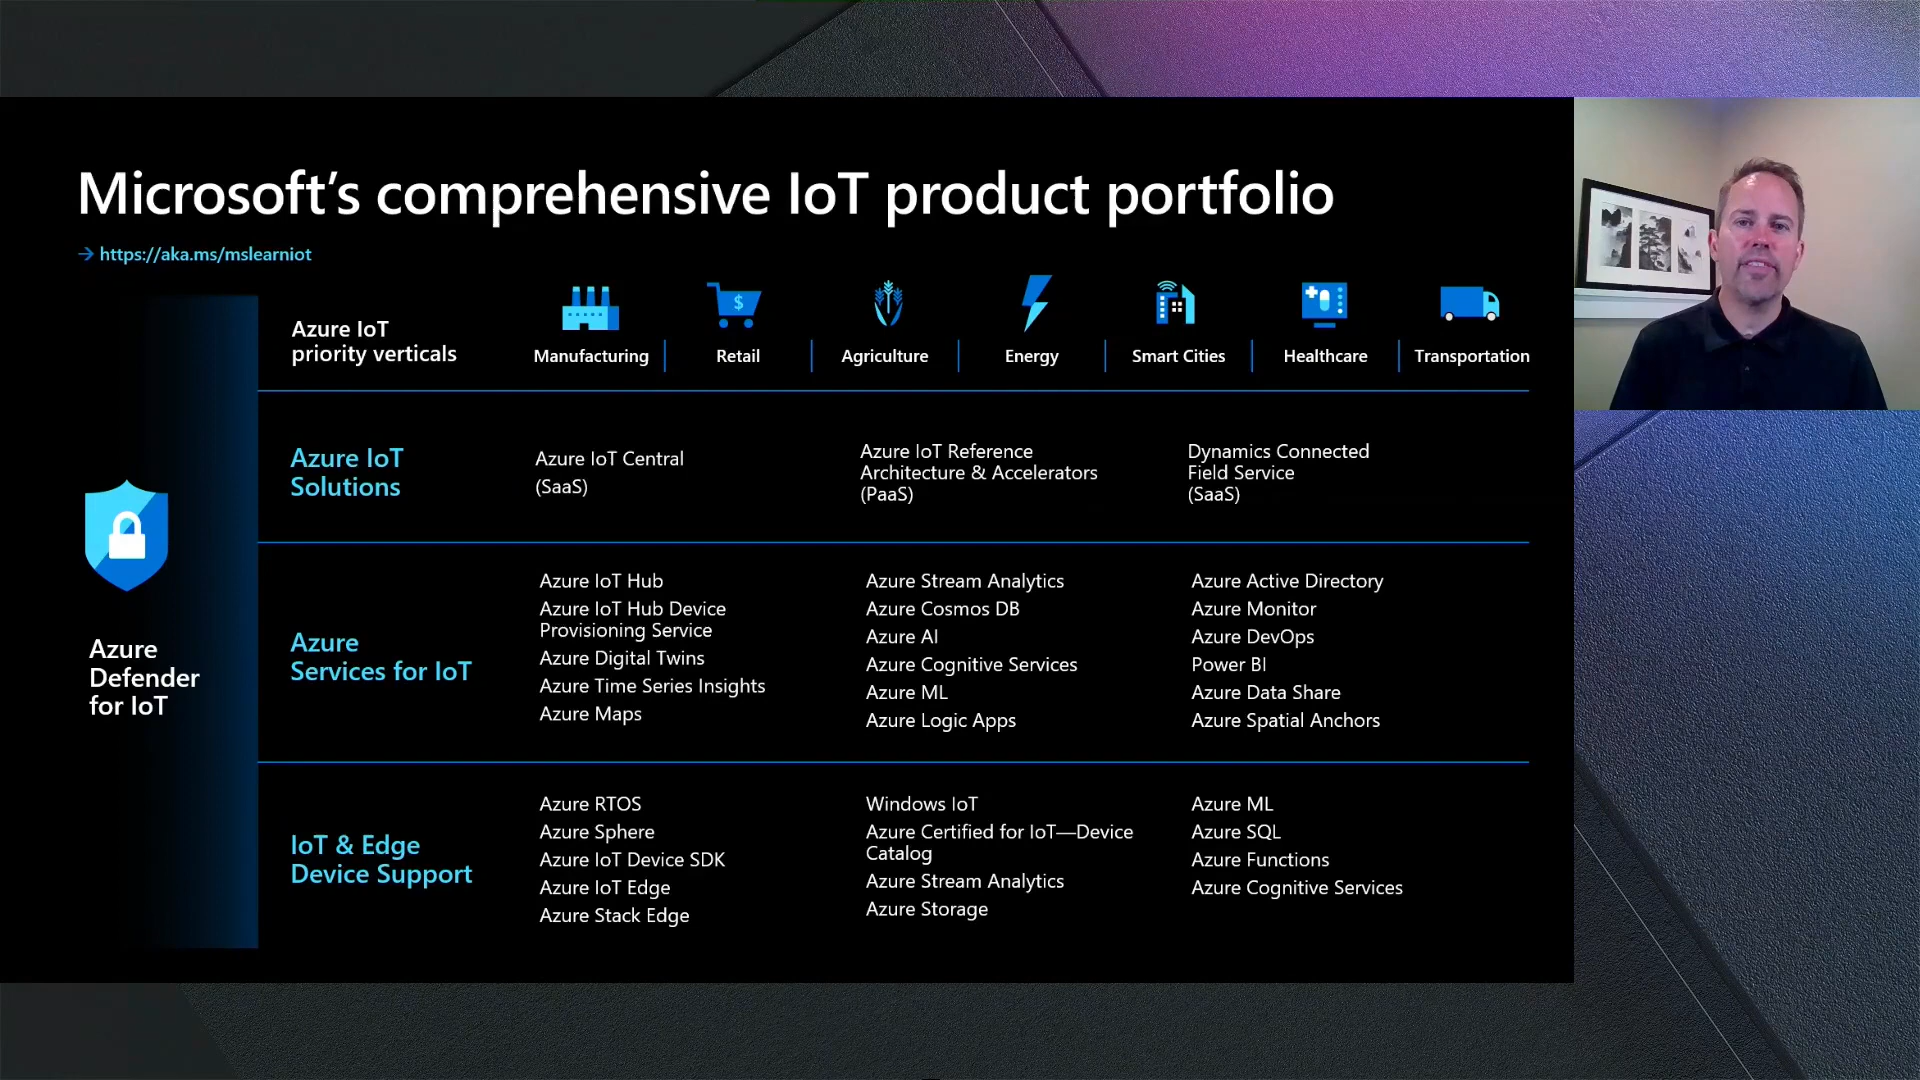 Microsoft's comprehensive IoT product portfolio
→ https://aka.ms/mslearniot
Azure IoT
priority verticals
Manufacturing
Retail
Agriculture
Energy
Smart Cities
Healthcare
Transportation
Azure
Defender
for IoT
Azure IoT
Solutions
Azure IoT Central
(SaaS)
Azure IoT Reference
Architecture & Accelerators
(PaaS)
Dynamics Connected
Field Service
(SaaS)
Azure
Services for IoT
Azure IoT Hub
Azure IoT Hub Device
Provisioning Service
Azure Digital Twins
Azure Time Series Insights
Azure Maps
Azure Stream Analytics
Azure Cosmos DB
Azure AI
Azure Cognitive Services
Azure ML
Azure Logic Apps
Azure Active Directory
Azure Monitor
Azure DevOps
Power BI
Azure Data Share
Azure Spatial Anchors
IoT & Edge
Device Support
Azure RTOS
Azure Sphere
Azure IoT Device SDK
Azure IoT Edge
Azure Stack Edge
Windows IoT
Azure Certified for IoT—Device
Catalog
Azure Stream Analytics
Azure Storage
Azure ML
Azure SQL
Azure Functions
Azure Cognitive Services